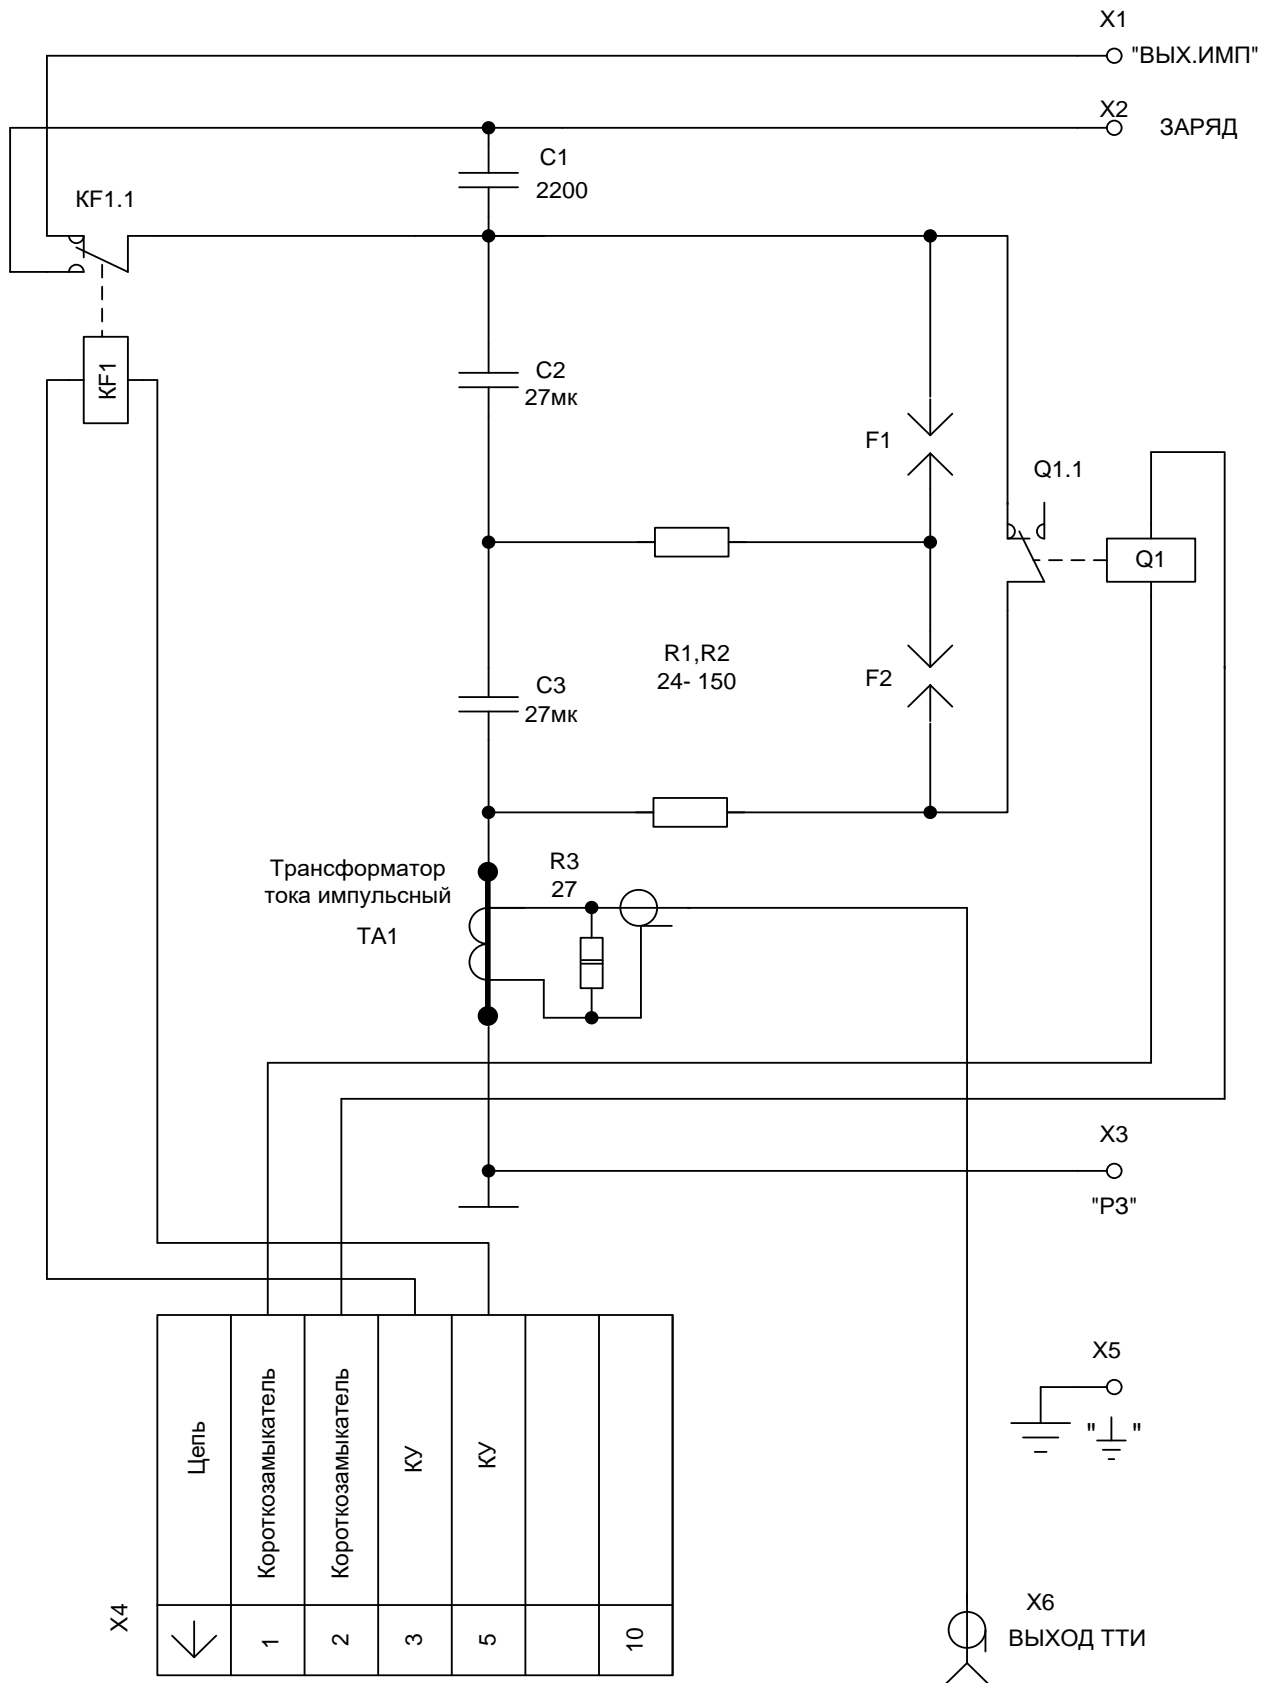 X1
"ВЫХ.ИМП"
X2
ЗАРЯД
C1
2200
KF1.1
KF1
C2
27мк
F1
Q1.1
Q1
R1,R2
24- 150
C3
27мк
F2
Трансформатор
тока импульсный
TA1
R3
27
X3
"РЗ"
X5
" "
X4
Цепь
Короткозамыкатель
Короткозамыкатель
КУ
КУ
1
2
3
5
10
X6
ВЫХОД ТТИ